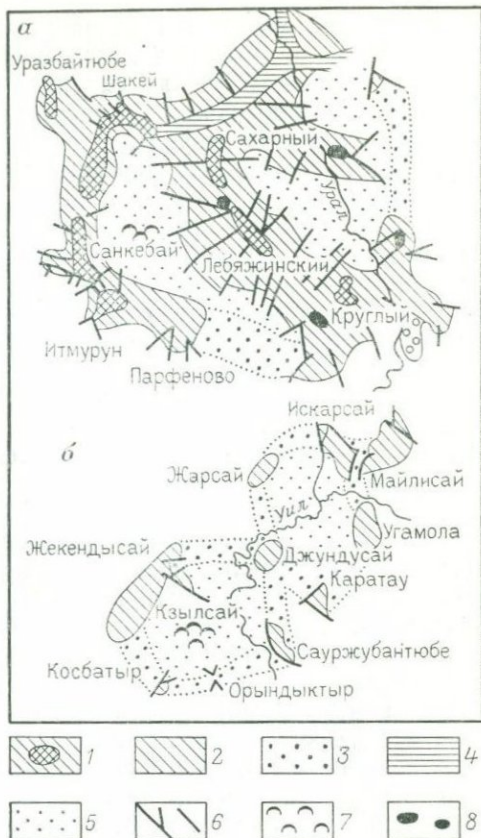 а
Уразбайтюбе
Шакей
Сахарный
Урал
Санкебай
Лебяжинский
Круглый
Итмурун
Парфеново
б
Искарсай
Жарсай
Майлисай
Уил
Угамола
Жекендысай
Джундусай
Каратау
Кзылсай
Сауржубантюбе
Косбатыр
Орындыктыр
1 2 3 4
5 6 7 8